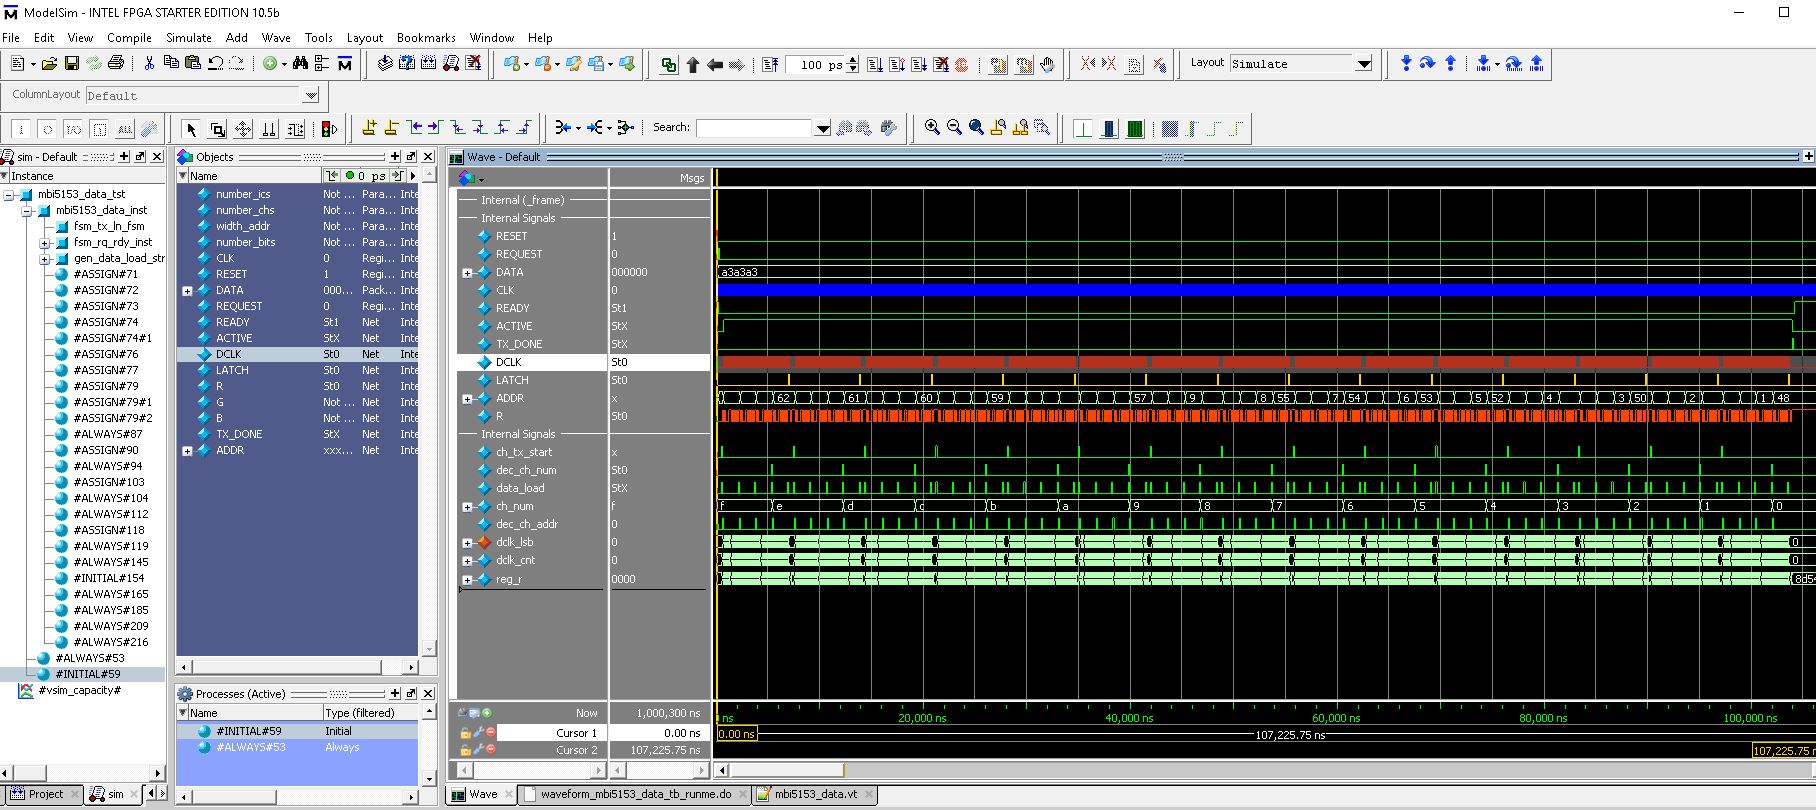 ModelSim - INTEL FPGA STARTER EDITION 10.5b
File Edit View Compile Simulate Add Wave Tools Layout Bookmarks Window Help
100 ps Layout Simulate
ColumnLayout Default
Search:
sim - Default
Instance
mbi5153_data_tst
mbi5153_data_inst
fsm_tx_ln_fsm
fsm_rq_rdy_inst
gen_data_load_str
#ASSIGN#71
#ASSIGN#72
#ASSIGN#73
#ASSIGN#74
#ASSIGN#74#1
#ASSIGN#76
#ASSIGN#77
#ASSIGN#79
#ASSIGN#79#1
#ASSIGN#79#2
#ALWAYS#87
#ASSIGN#90
#ALWAYS#94
#ASSIGN#103
#ALWAYS#104
#ALWAYS#112
#ASSIGN#118
#ALWAYS#119
#ALWAYS#145
#INITIAL#154
#ALWAYS#165
#ALWAYS#185
#ALWAYS#209
#ALWAYS#216
#ALWAYS#53
#INITIAL#59
#vsim_capacity#
Project sim
Objects
Name 0 ps
number_ics Not ... Para... Inte
number_chs Not ... Para... Inte
width_addr Not ... Para... Inte
number_bits Not ... Para... Inte
CLK 0 Regi... Inte
RESET 1 Regi... Inte
DATA 000... Pack... Inte
REQUEST 0 Regi... Inte
READY St1 Net Inte
ACTIVE StX Net Inte
DCLK St0 Net Inte
LATCH St0 Net Inte
R St0 Net Inte
G Not ... Net Inte
B Not ... Net Inte
TX_DONE StX Net Inte
ADDR xxx... Net Inte
Processes (Active)
Name Type (filtered)
#INITIAL#59 Initial
#ALWAYS#53 Always
Wave - Default
Msgs
Internal (_frame)
Internal Signals
RESET 1
REQUEST 0
DATA 000000 a3a3a3
CLK 0
READY St1
ACTIVE StX
TX_DONE StX
DCLK St0
LATCH St0
ADDR x 62 61 60 59 57 9 8 55 7 54 6 53 5 52 4 3 50 2 1 48
R St0
Internal Signals
ch_tx_start x
dec_ch_num St0
data_load StX
ch_num f f e d c b a 9 8 7 6 5 4 3 2 1 0
dec_ch_addr 0
dclk_lsb 0 0
dclk_cnt 0 0
reg_r 0000
Now 1,000,300 ns ns 20,000 ns 40,000 ns 60,000 ns 80,000 ns 100,000 ns
Cursor 1 0.00 ns 0.00 ns 107,225.75 ns
Cursor 2 107,225.75 ns 107,225.75 n
Wave waveform_mbi5153_data_tb_runme.do mbi5153_data.vt